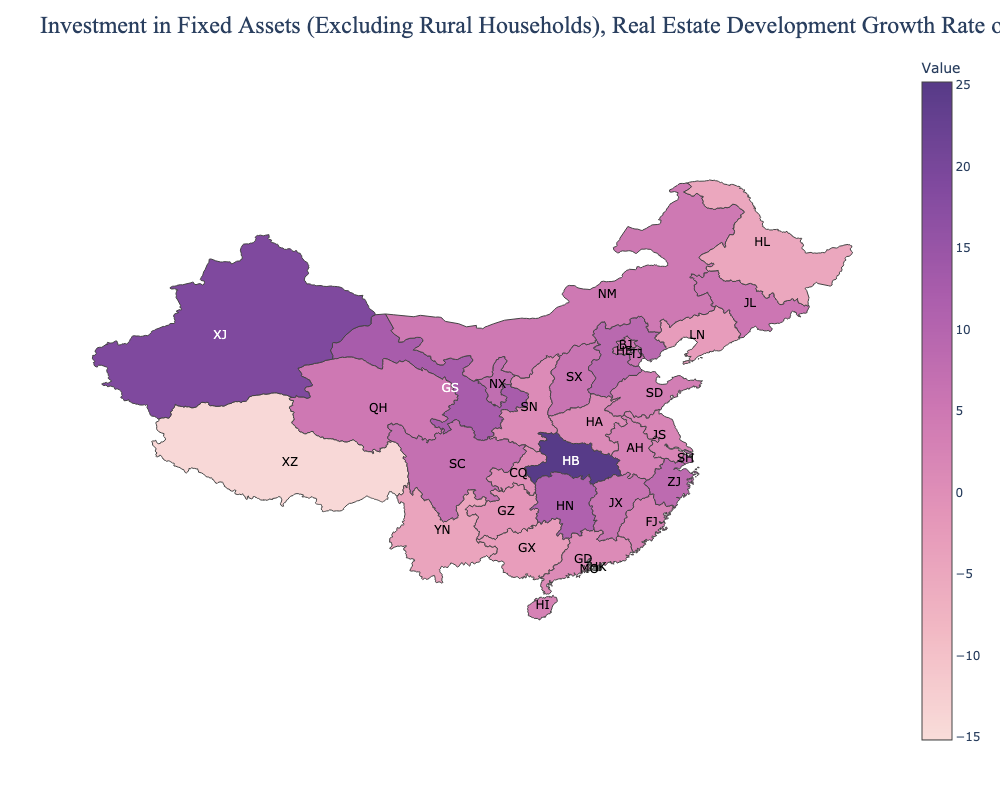 Investment in Fixed Assets (Excluding Rural Households), Real Estate Development Growth Rate o
Value
25
20
15
10
5
0
−5
−10
−15
HL
NM
JL
XJ
LN
BJ
HE
TJ
SX
NX
GS
SD
SN
QH
HA
JS
AH
SH
XZ
SC
HB
CQ
ZJ
HN
JX
GZ
FJ
YN
GX
GD
HK
MO
HI